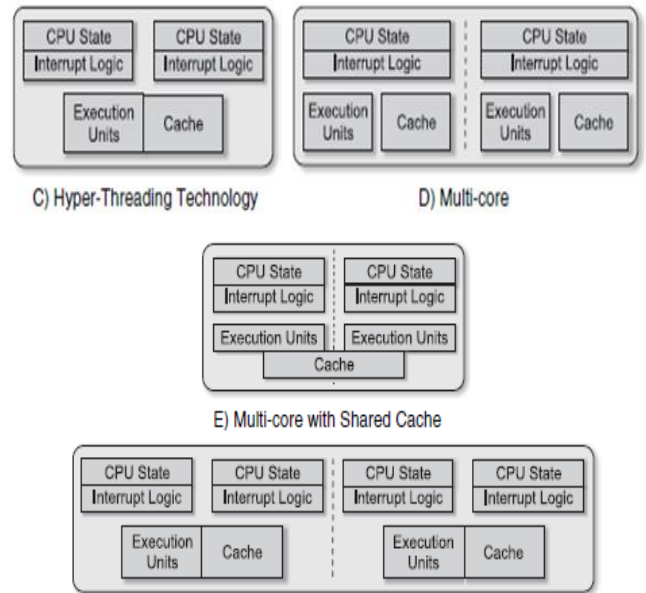 CPU State CPU State
Interrupt Logic Interrupt Logic
Execution Units Cache
C) Hyper-Threading Technology
CPU State CPU State
Interrupt Logic Interrupt Logic
Execution Units Cache Execution Units Cache
D) Multi-core
CPU State CPU State
Interrupt Logic Interrupt Logic
Execution Units Execution Units
Cache
E) Multi-core with Shared Cache
CPU State CPU State CPU State CPU State
Interrupt Logic Interrupt Logic Interrupt Logic Interrupt Logic
Execution Units Cache Execution Units Cache